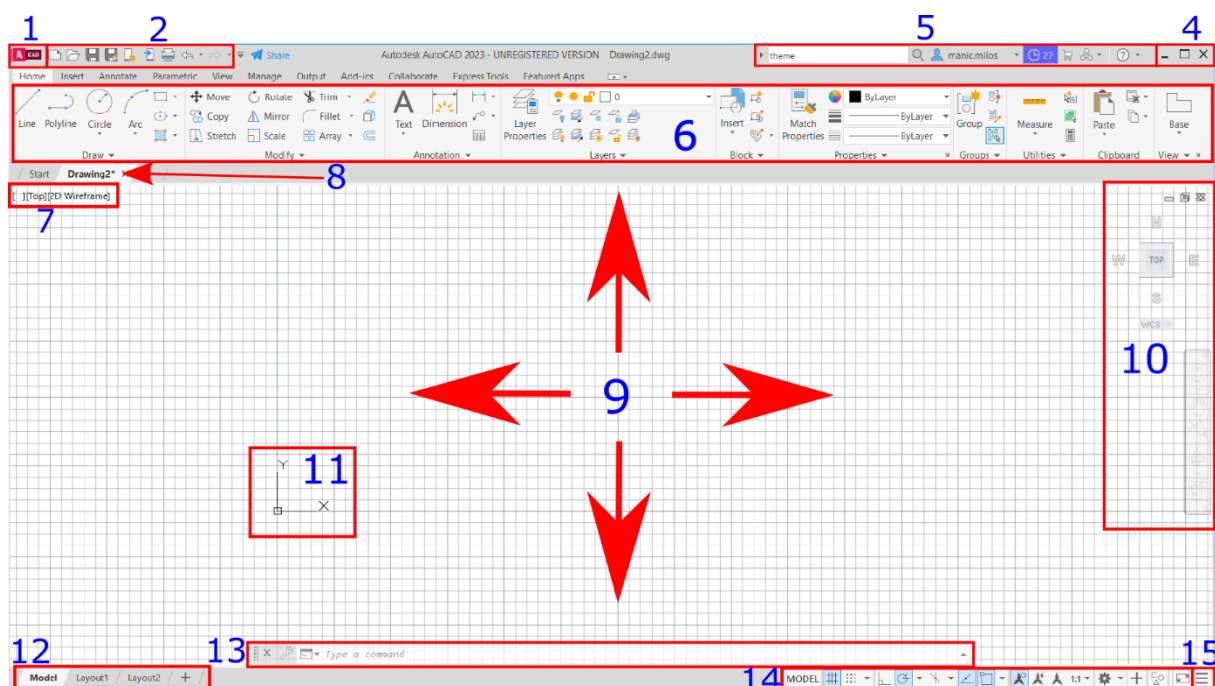 1 2 5 4
A CAD Share Autodesk AutoCAD 2023 - UNREGISTERED VERSION Drawing2.dwg theme manic.milos 27
Home Insert Annotate Parametric View Manage Output Add-ins Collaborate Express Tools Featured Apps
Move Rotate Trim 0 ByLayer
Copy Mirror Fillet ByLayer
Line Polyline Circle Arc Text Dimension Layer Insert Match Group Measure Paste Base
Stretch Scale Array Properties Properties ByLayer
6
Draw Modify Annotation Layers Block Properties Groups Utilities Clipboard View
Start Drawing2*
8
[ ][Top][2D Wireframe]
7
N
W TOP E
S
WCS
10
9
11
Y
X
12 13 Type a command 15
14
Model Layout1 Layout2 + MODEL 1:1